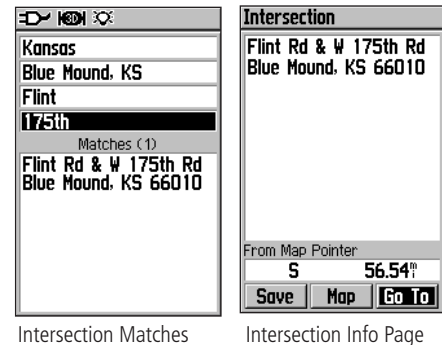 Kansas
Blue Mound, KS
Flint
175th
Matches (1)
Flint Rd & W 175th Rd
Blue Mound, KS 66010
Intersection Matches
Intersection
Flint Rd & W 175th Rd
Blue Mound, KS 66010
From Map Pointer
S 56.54mi
Save Map Go To
Intersection Info Page